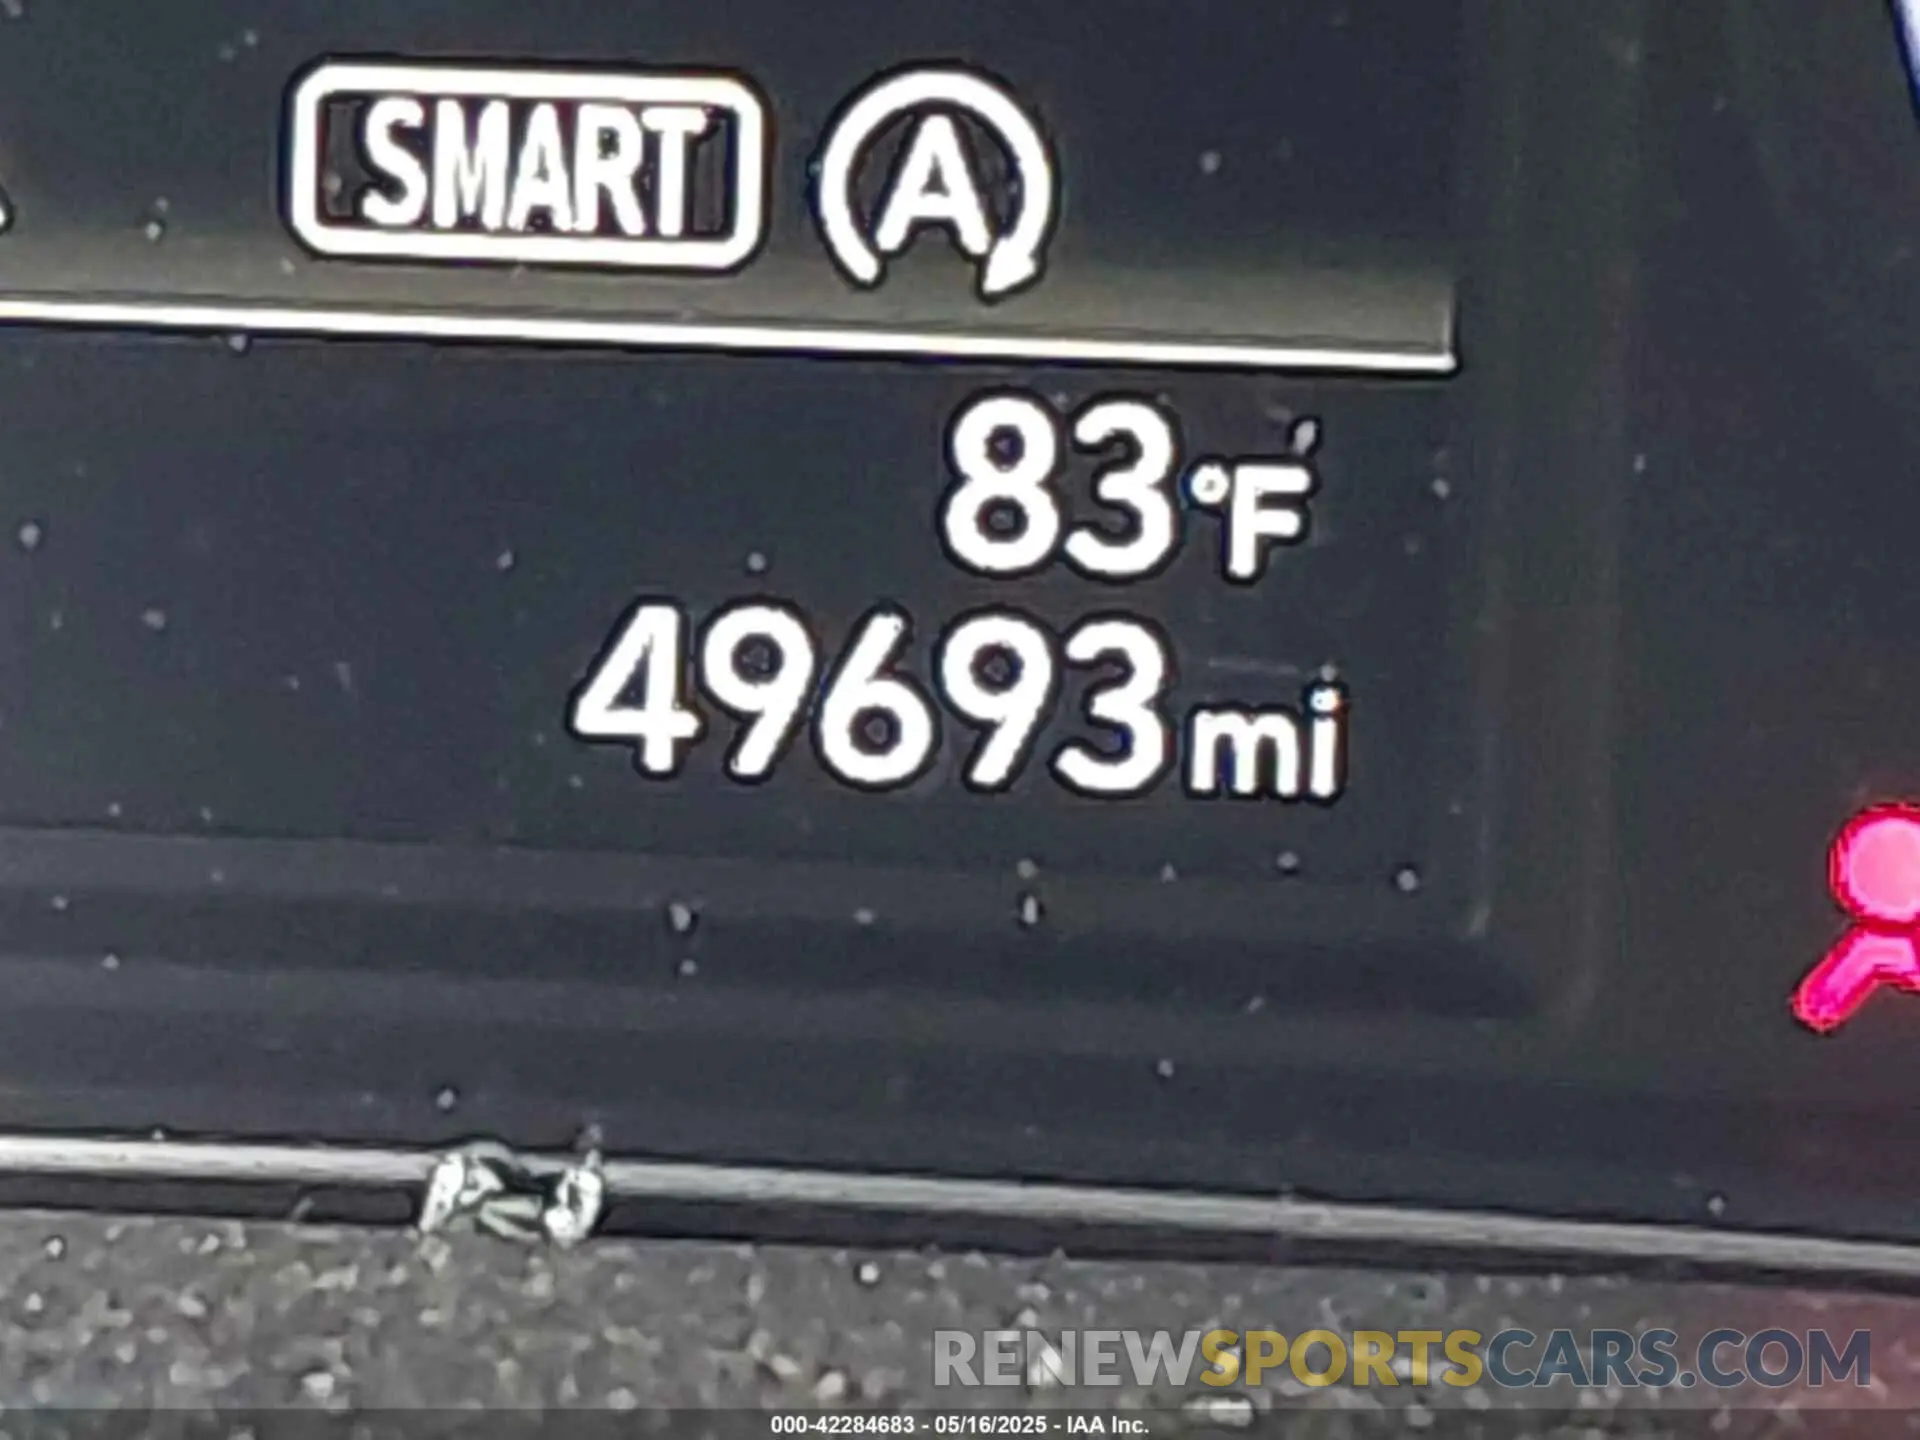 SMART A
83°F
49693mi
RENEWSPORTSCARS.COM
000-42284683 - 05/16/2025 - IAA Inc.